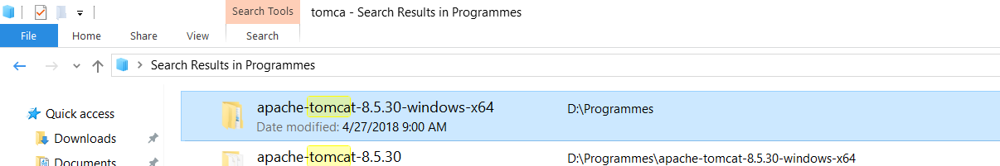 Search Tools
tomca - Search Results in Programmes
File Home Share View Search
Search Results in Programmes
Quick access
Downloads
Documents
apache-tomcat-8.5.30-windows-x64 D:\Programmes
Date modified: 4/27/2018 9:00 AM
apache-tomcat-8.5.30 D:\Programmes\apache-tomcat-8.5.30-windows-x64